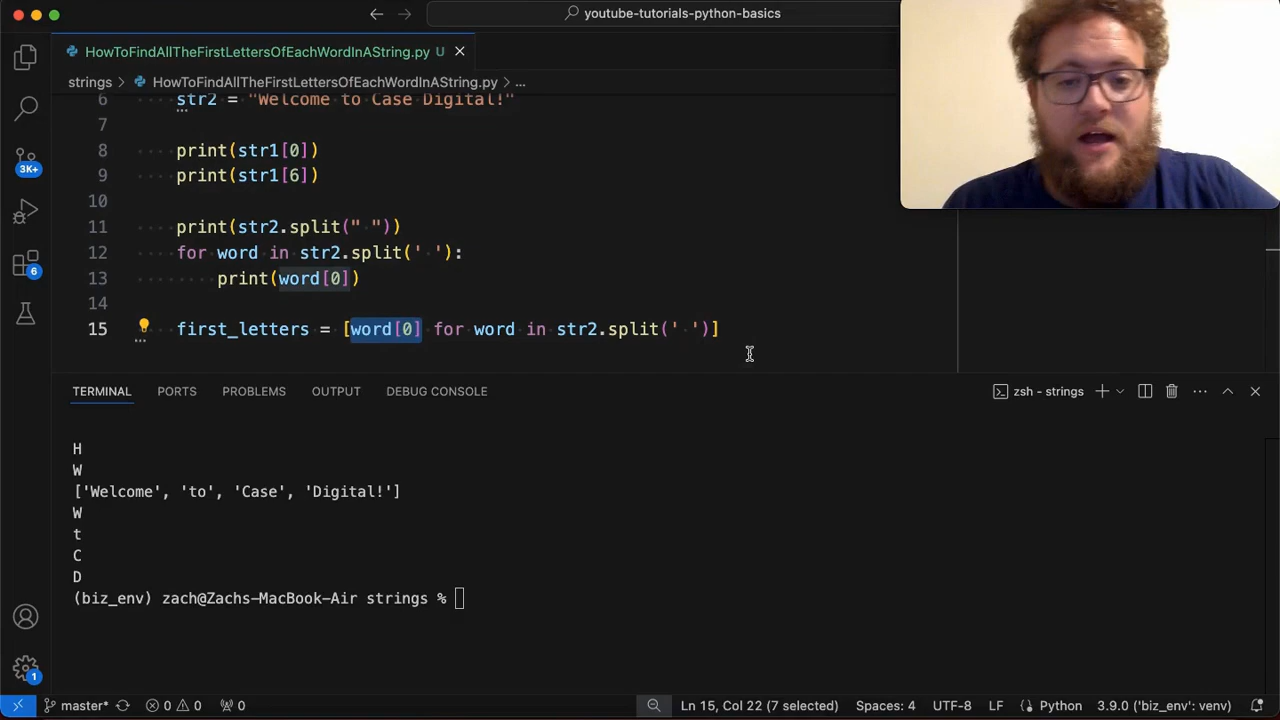 youtube-tutorials-python-basics
HowToFindAllTheFirstLettersOfEachWordInAString.py U
strings > HowToFindAllTheFirstLettersOfEachWordInAString.py > ...
6 str2 = "Welcome to Case Digital!"
7
8 print(str1[0])
9 print(str1[6])
10
11 print(str2.split(" "))
12 for word in str2.split(' '):
13 print(word[0])
14
15 first_letters = [word[0] for word in str2.split(' ')]
3K+
6
TERMINAL PORTS PROBLEMS OUTPUT DEBUG CONSOLE zsh - strings
H
W
['Welcome', 'to', 'Case', 'Digital!']
W
t
C
D
(biz_env) zach@Zachs-MacBook-Air strings %
1
master* 0 0 0 Ln 15, Col 22 (7 selected) Spaces: 4 UTF-8 LF Python 3.9.0 ('biz_env': venv)